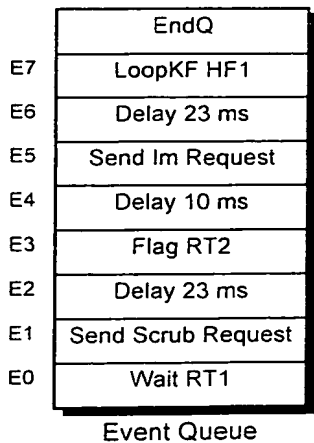 EndQ
E7 LoopKF HF1
E6 Delay 23 ms
E5 Send Im Request
E4 Delay 10 ms
E3 Flag RT2
E2 Delay 23 ms
E1 Send Scrub Request
E0 Wait RT1
Event Queue